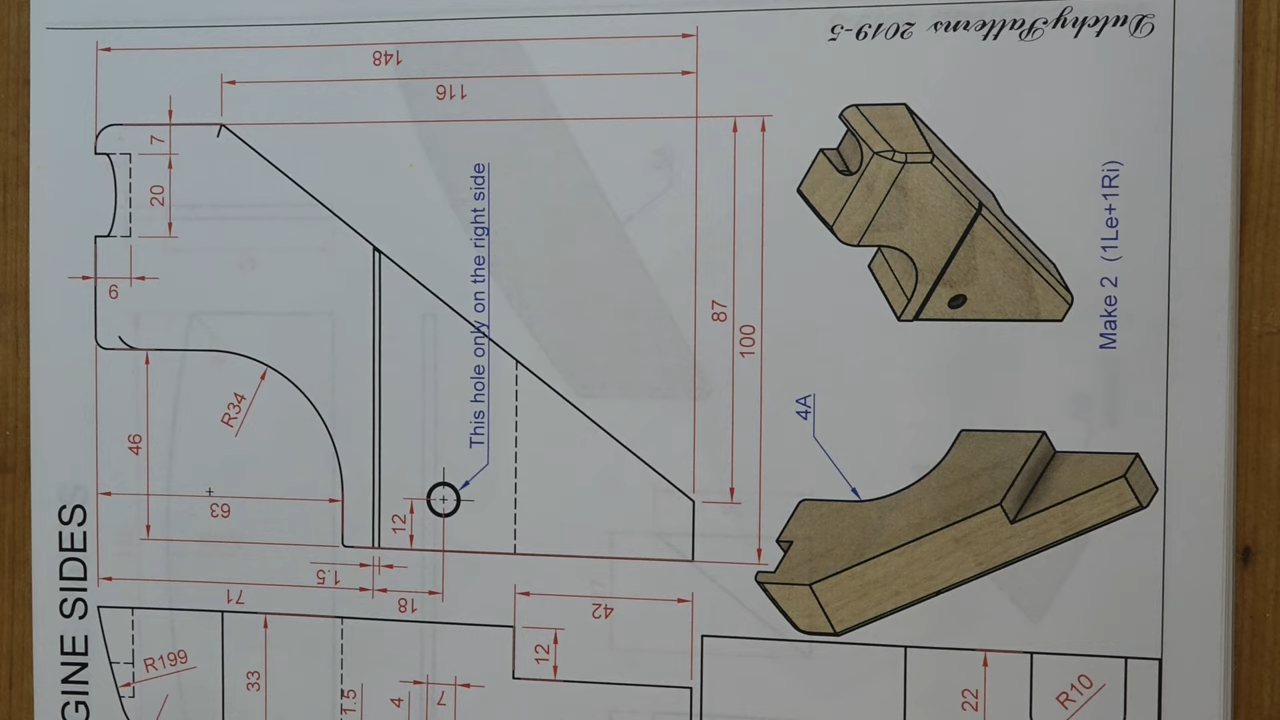 DutchyPatterns 2019-5
148
116
7
20
9
This hole only on the right side
87
100
Make 2 (1Le+1Ri)
R34
46
63
12
4A
1.5
71
18
42
12
GINE SIDES
R199
33
1.5
4
7
22
R10